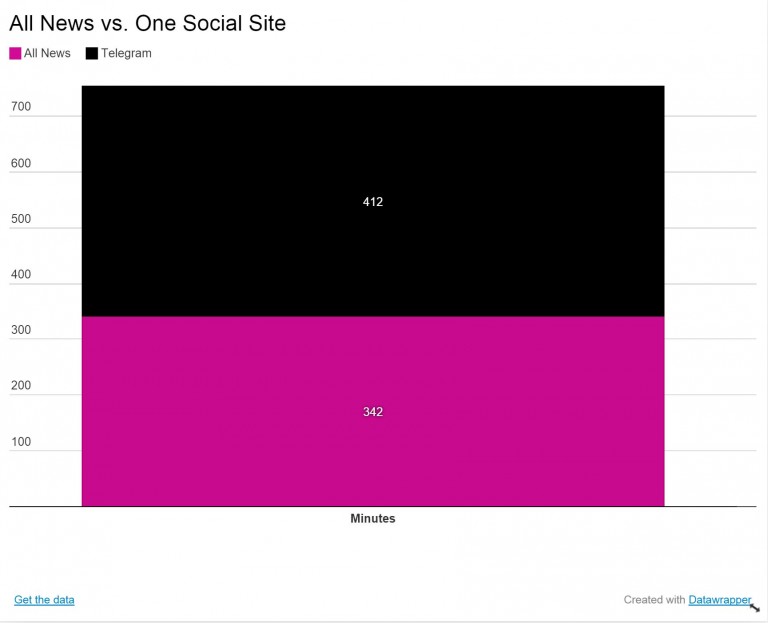 All News vs. One Social Site
All News Telegram
700
600
500
400
300
200
100
412
342
Minutes
Get the data
Created with Datawrapper